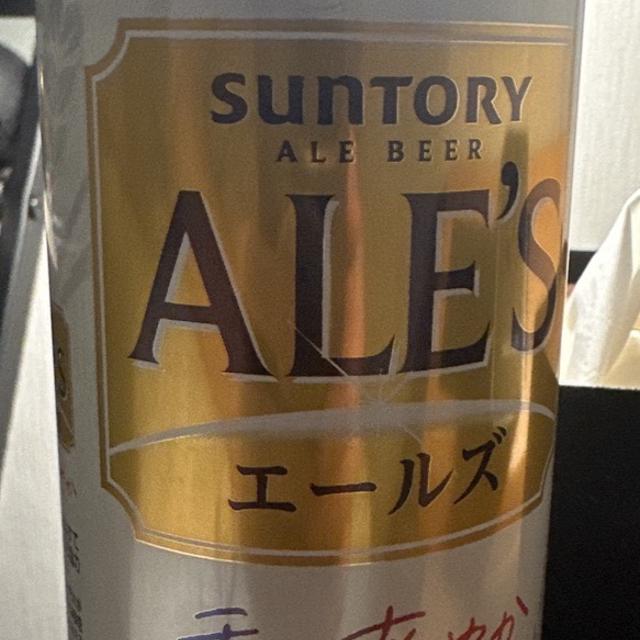 SUNTORY
ALE BEER
ALE'S
エールズ